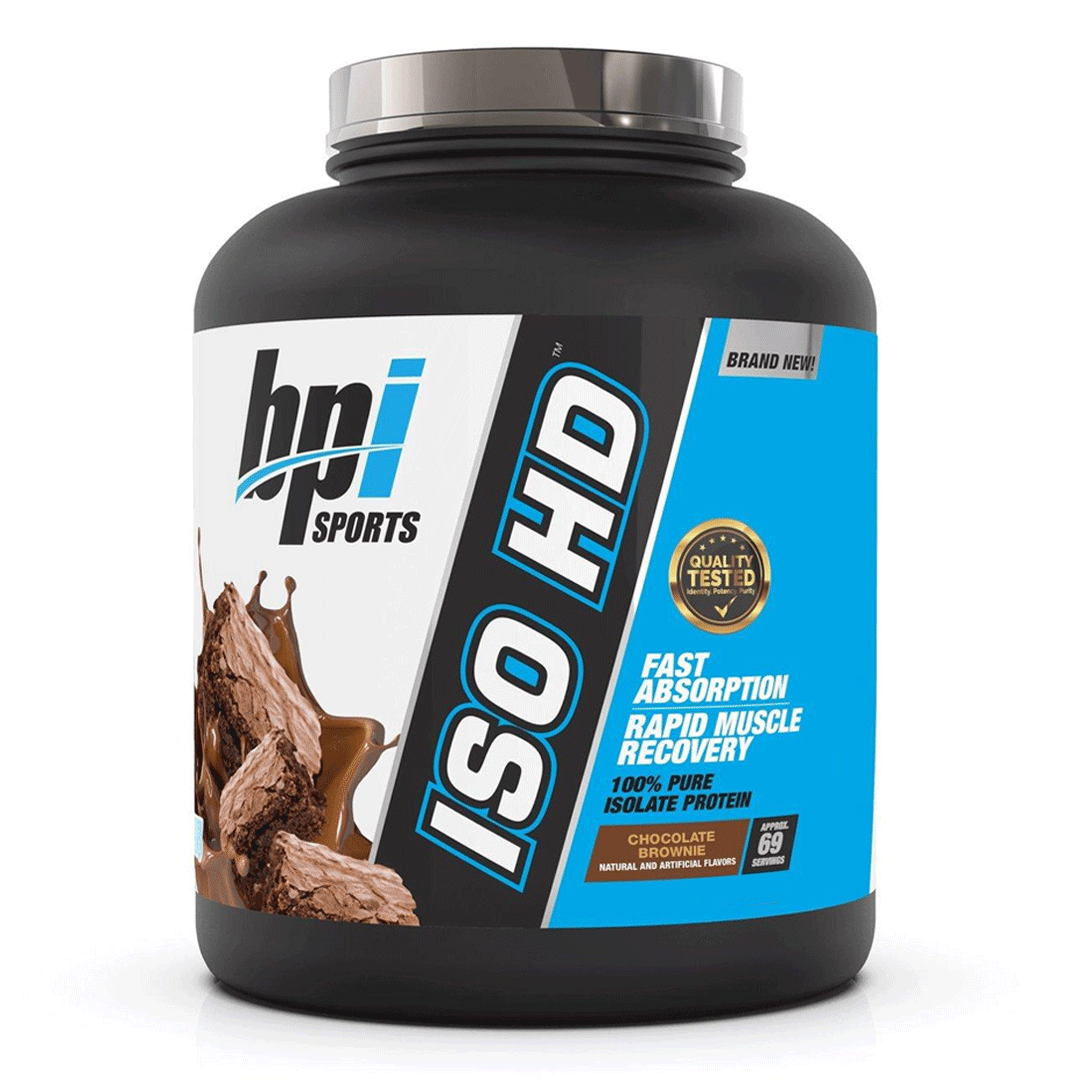 bpi
SPORTS
ISO HD
™
BRAND NEW!
QUALITY
TESTED
Identity, Potency, Purity
FAST
ABSORPTION
RAPID MUSCLE
RECOVERY
100% PURE
ISOLATE PROTEIN
CHOCOLATE
BROWNIE
NATURAL AND ARTIFICIAL FLAVORS
APPROX.
69
SERVINGS